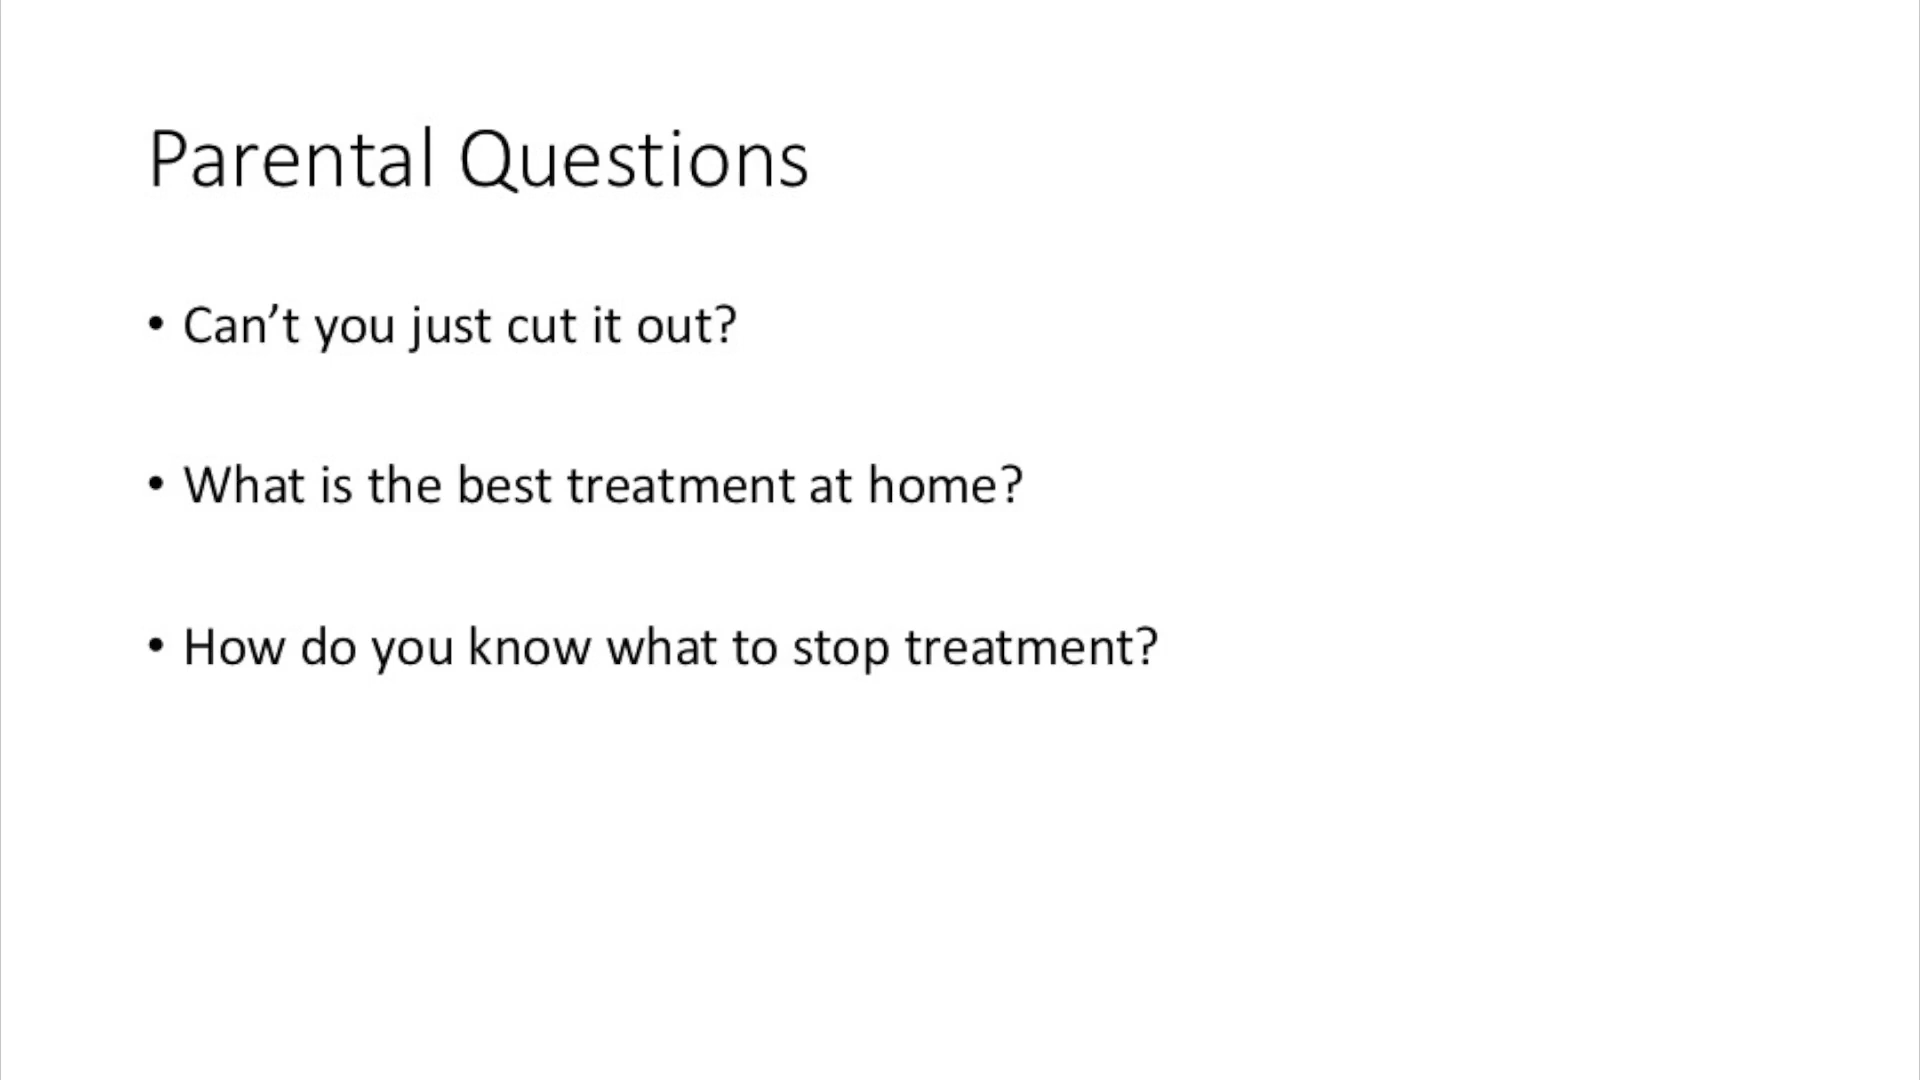 Parental Questions
• Can’t you just cut it out?
• What is the best treatment at home?
• How do you know what to stop treatment?